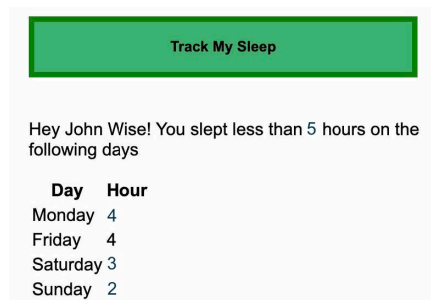 Track My Sleep
Hey John Wise! You slept less than 5 hours on the
following days
Day Hour
Monday 4
Friday 4
Saturday 3
Sunday 2